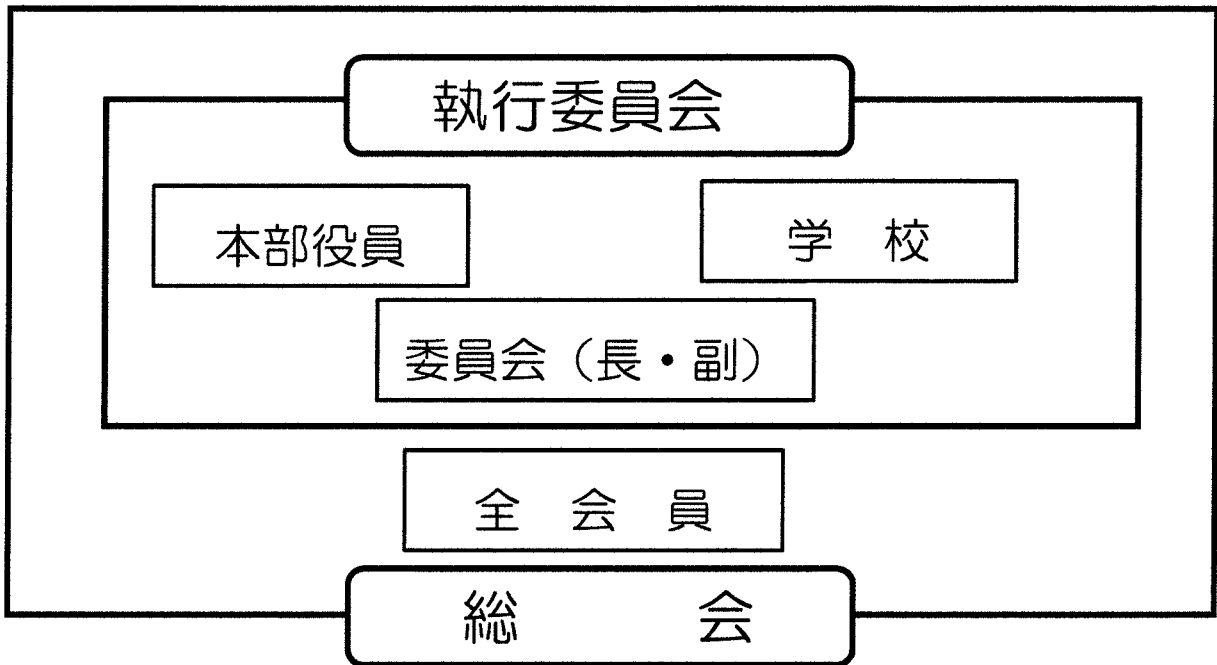 執行委員会
本部役員
学　校
委員会（長・副）
全　会　員
総　会